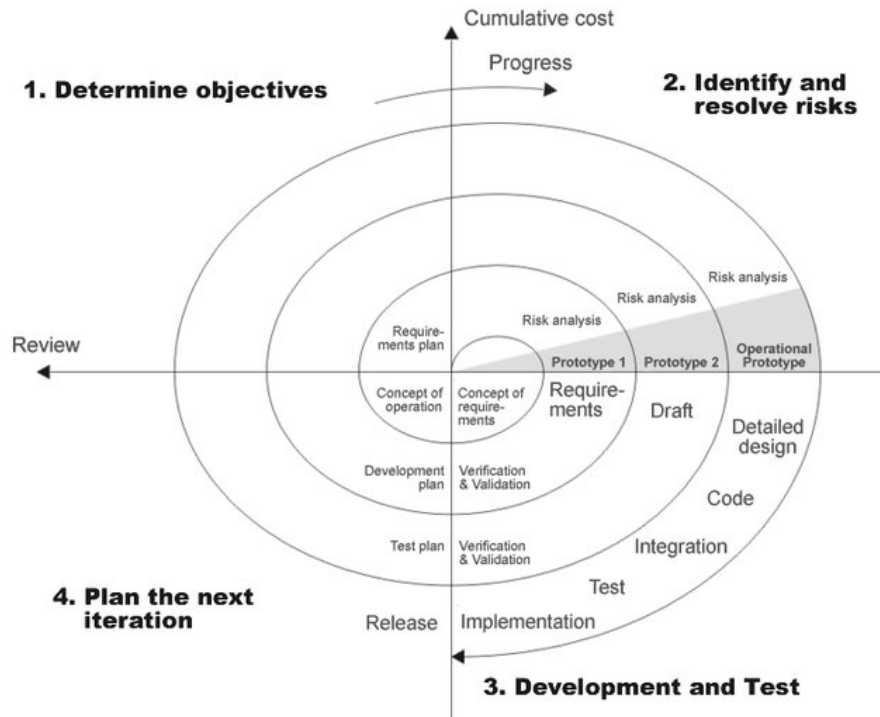 Cumulative cost
Progress
1. Determine objectives
2. Identify and
resolve risks
Risk analysis
Risk analysis
Risk analysis
Require-
ments plan
Review
Prototype 1
Prototype 2
Operational
Prototype
Concept of
operation
Concept of
require-
ments
Require-
ments
Draft
Detailed
design
Development
plan
Verification
& Validation
Code
Test plan
Verification
& Validation
Integration
Test
4. Plan the next
iteration
Release
Implementation
3. Development and Test